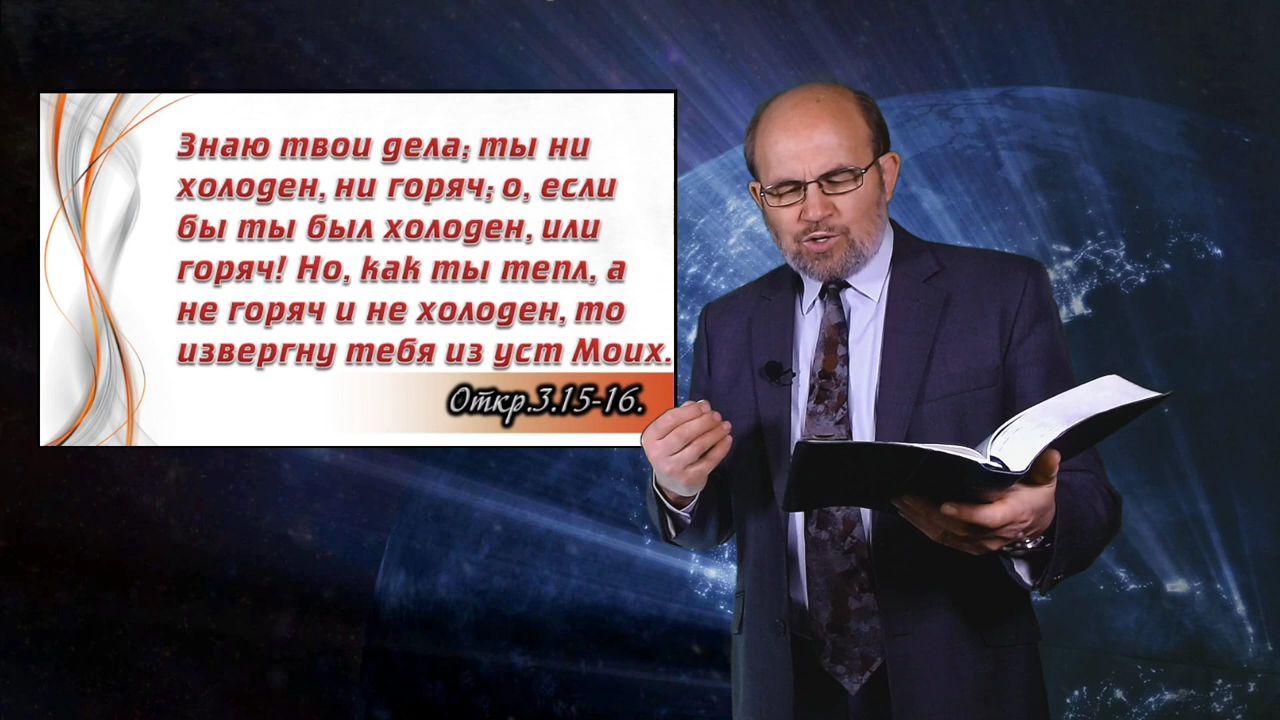 Знаю твои дела; ты ни
холоден, ни горяч; о, если
бы ты был холоден, или
горяч! Но, как ты тепл, а
не горяч и не холоден, то
извергну тебя из уст Моих.
Откр.3.15-16.